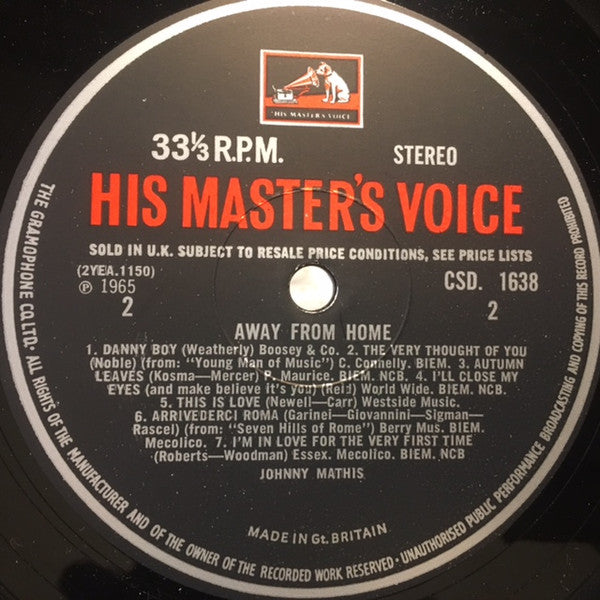 "HIS MASTER'S VOICE"
33⅓ R.P.M. STEREO
HIS MASTER'S VOICE
SOLD IN U.K. SUBJECT TO RESALE PRICE CONDITIONS, SEE PRICE LISTS
(2YEA.1150) CSD. 1638
℗ 1965
2 2
AWAY FROM HOME
1. DANNY BOY (Weatherly) Boosey & Co. 2. THE VERY THOUGHT OF YOU
(Noble) (from: "Young Man of Music") C. Connelly. BIEM. 3. AUTUMN
LEAVES (Kosma—Mercer) P. Maurice. BIEM. NCB. 4. I'LL CLOSE MY
EYES (and make believe it's you) (Reid) World Wide. BIEM. NCB.
5. THIS IS LOVE (Newell—Carr) Westside Music.
6. ARRIVEDERCI ROMA (Garinei—Giovannini—Sigman—
Rascel) (from: "Seven Hills of Rome") Berry Mus. BIEM.
Mecolico. 7. I'M IN LOVE FOR THE VERY FIRST TIME
(Roberts—Woodman) Essex. Mecolico. BIEM. NCB
JOHNNY MATHIS
MADE IN Gt. BRITAIN
THE GRAMOPHONE CO. LTD. · ALL RIGHTS OF THE MANUFACTURER AND OF THE OWNER OF THE RECORDED WORK RESERVED · UNAUTHORISED PUBLIC PERFORMANCE BROADCASTING AND COPYING OF THIS RECORD PROHIBITED